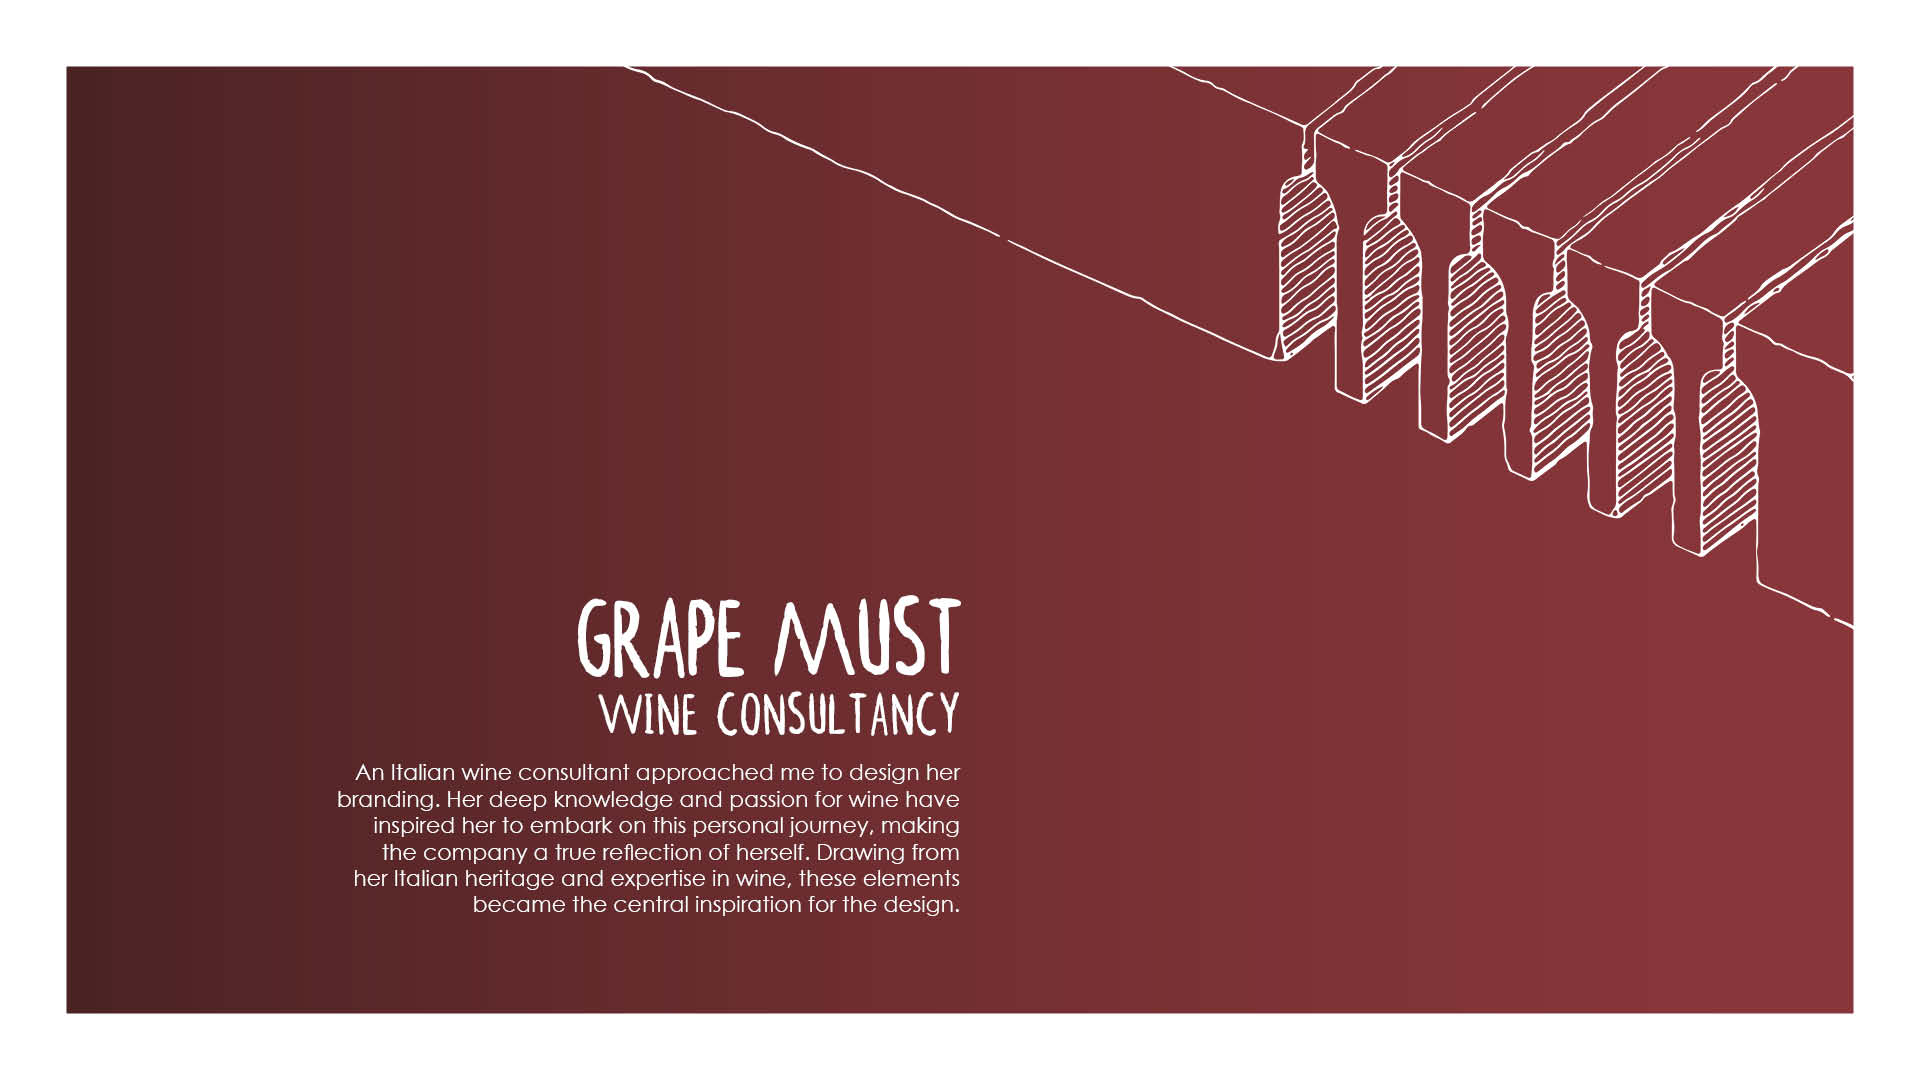 GRAPE MUST
WINE CONSULTANCY
An Italian wine consultant approached me to design her
branding. Her deep knowledge and passion for wine have
inspired her to embark on this personal journey, making
the company a true reflection of herself. Drawing from
her Italian heritage and expertise in wine, these elements
became the central inspiration for the design.